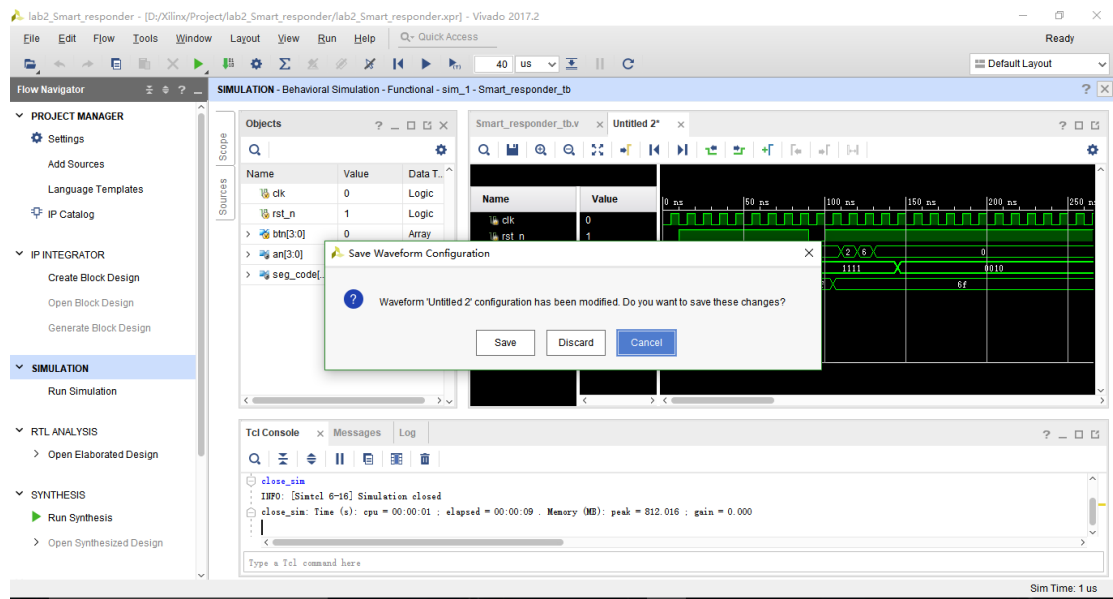 lab2_Smart_responder - [D:/Xilinx/Project/lab2_Smart_responder/lab2_Smart_responder.xpr] - Vivado 2017.2
File Edit Flow Tools Window Layout View Run Help Q- Quick Access Ready
40 us Default Layout
Flow Navigator ? _
SIMULATION - Behavioral Simulation - Functional - sim_1 - Smart_responder_tb ? X
PROJECT MANAGER
Settings
Add Sources
Language Templates
IP Catalog
IP INTEGRATOR
Create Block Design
Open Block Design
Generate Block Design
SIMULATION
Run Simulation
RTL ANALYSIS
Open Elaborated Design
SYNTHESIS
Run Synthesis
Open Synthesized Design
Scope
Sources
Objects
Name Value Data T..
clk 0 Logic
rst_n 1 Logic
btn[3:0] 0 Array
an[3:0]
seg_code[..
Smart_responder_tb.v Untitled 2*
Name Value
0 ns 50 ns 100 ns 150 ns 200 ns 250 n
clk 0
rst_n 1
2 6 0
1111 0010
6f
Save Waveform Configuration
Waveform 'Untitled 2' configuration has been modified. Do you want to save these changes?
Save Discard Cancel
Tcl Console Messages Log
close_sim
INFO: [Simtcl 6-16] Simulation closed
close_sim: Time (s): cpu = 00:00:01 ; elapsed = 00:00:09 . Memory (MB): peak = 812.016 ; gain = 0.000
Type a Tcl command here
Sim Time: 1 us